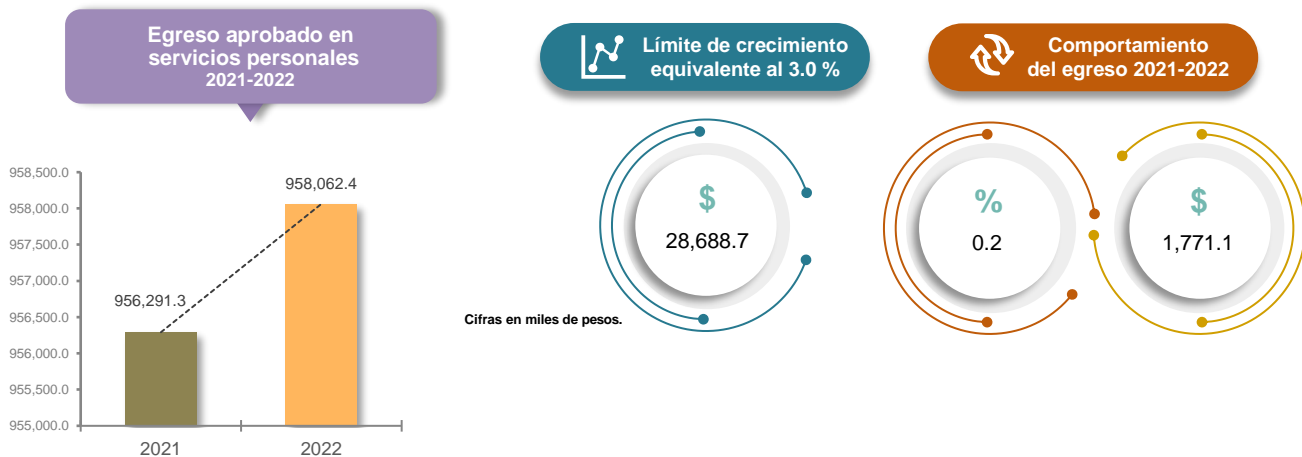 Egreso aprobado en
servicios personales
2021-2022
958,500.0
958,000.0
957,500.0
957,000.0
956,500.0
956,000.0
955,500.0
955,000.0
956,291.3
958,062.4
2021
2022
Límite de crecimiento
equivalente al 3.0 %
$
28,688.7
Cifras en miles de pesos.
Comportamiento
del egreso 2021-2022
%
0.2
$
1,771.1